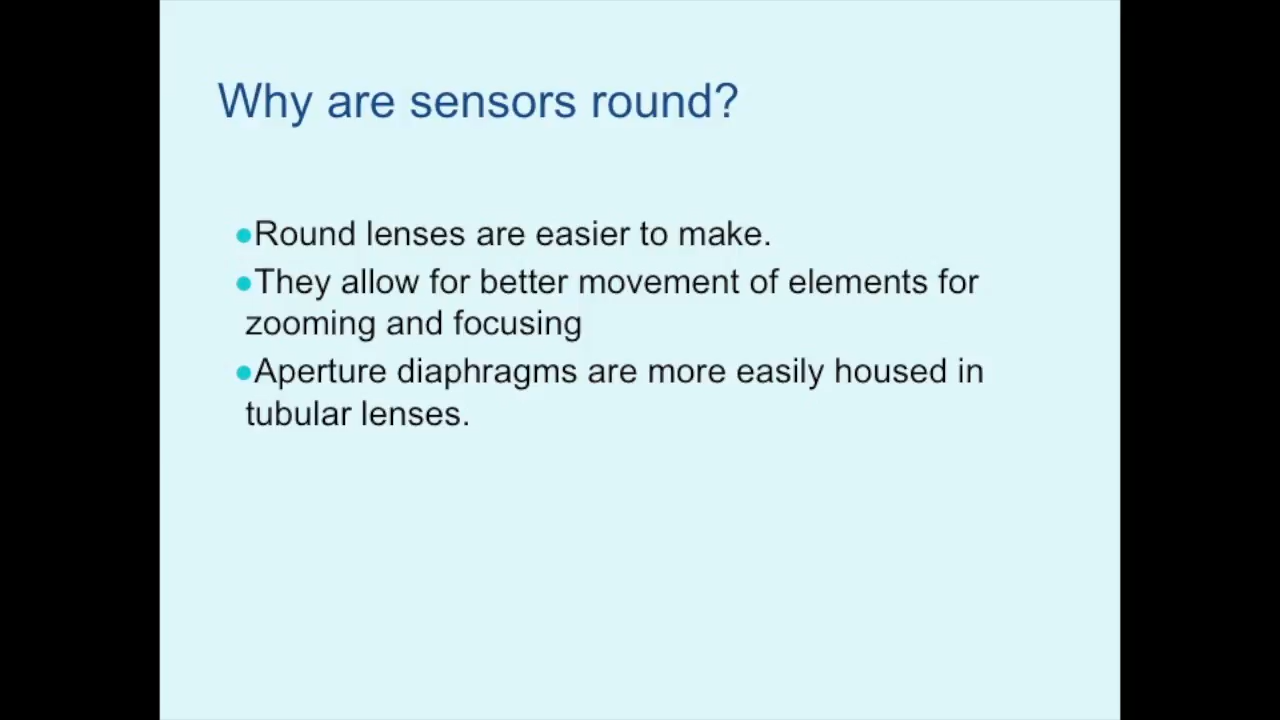 Why are sensors round?
●Round lenses are easier to make.
●They allow for better movement of elements for
zooming and focusing
●Aperture diaphragms are more easily housed in
tubular lenses.